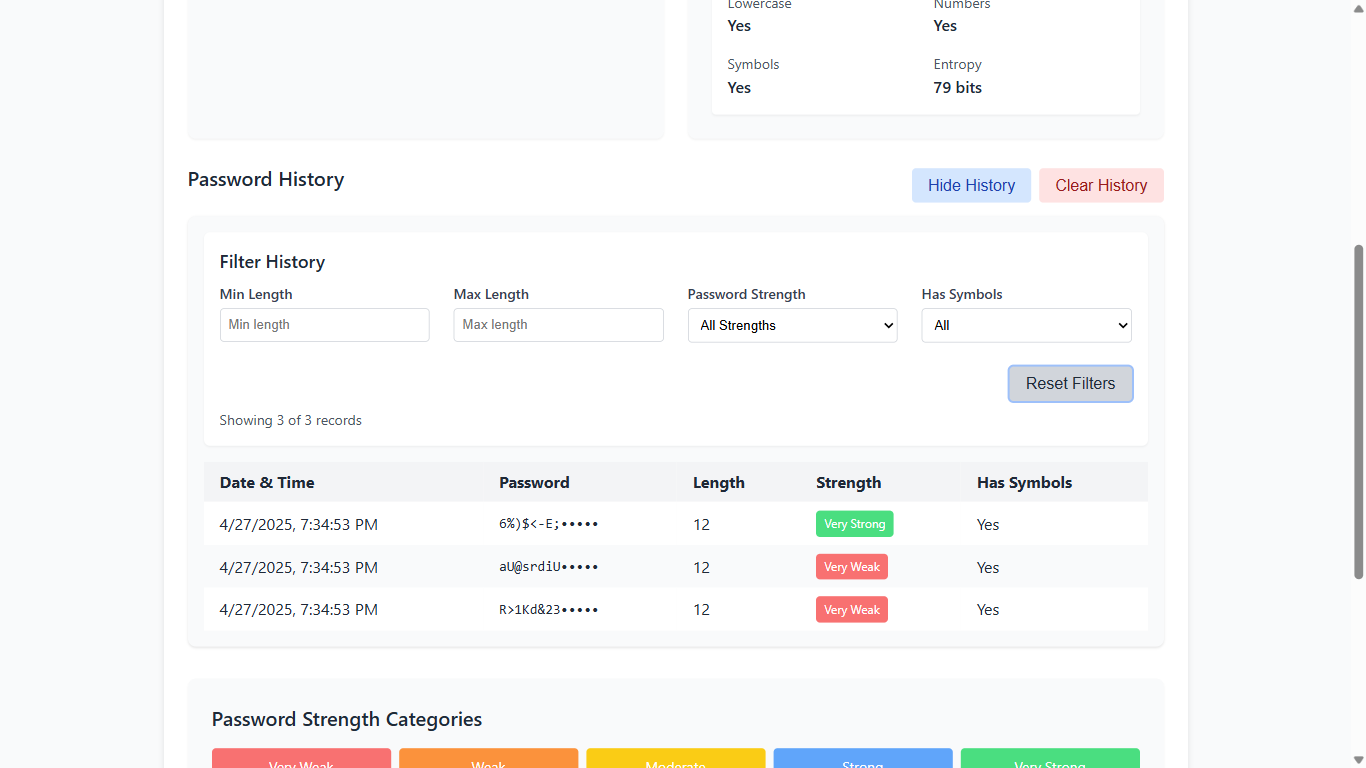 Lowercase Numbers
Yes Yes
Symbols Entropy
Yes 79 bits
Password History Hide History Clear History
Filter History
Min Length Max Length Password Strength Has Symbols
Min length Max length All Strengths All
Reset Filters
Showing 3 of 3 records
Date & Time Password Length Strength Has Symbols
4/27/2025, 7:34:53 PM 6%)$<-E;••••• 12 Very Strong Yes
4/27/2025, 7:34:53 PM aU@srdiU••••• 12 Very Weak Yes
4/27/2025, 7:34:53 PM R>1Kd&23••••• 12 Very Weak Yes
Password Strength Categories
Very Weak Weak Moderate Strong Very Strong